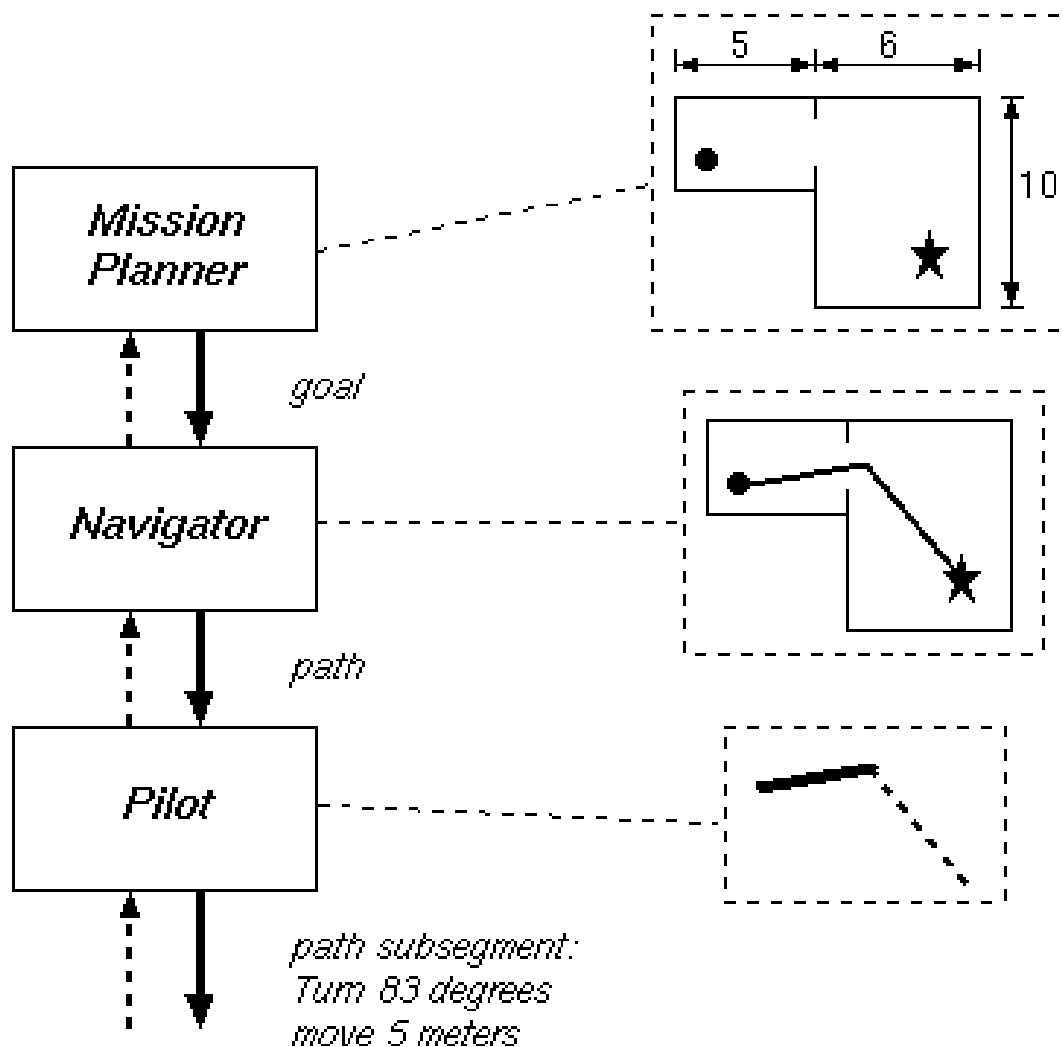 5 6
10
Mission
Planner
goal
Navigator
path
Pilot
path subsegment:
Turn 83 degrees
move 5 meters